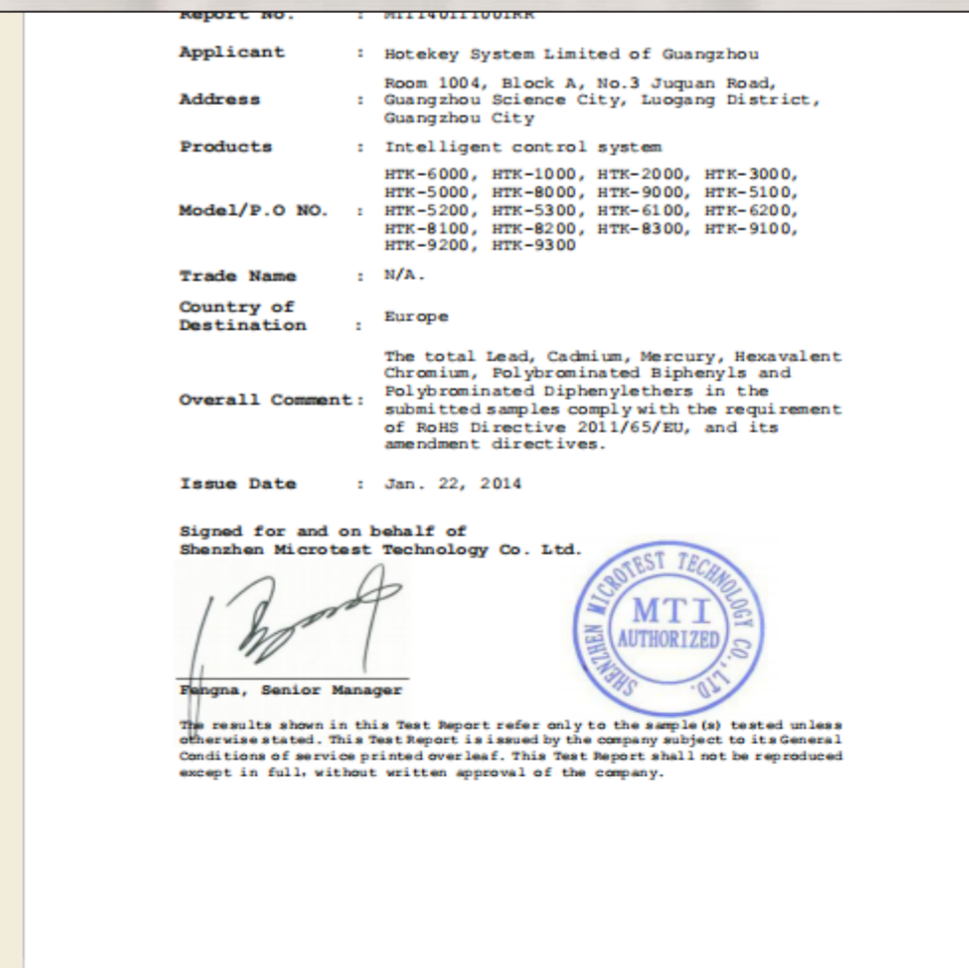 Report No. :
Applicant : Hotekey System Limited of Guangzhou
Room 1004, Block A, No.3 Juquan Road,
Address : Guangzhou Science City, Luogang District,
Guangzhou City
Products : Intelligent control system
HTK-6000, HTK-1000, HTK-2000, HTK-3000,
HTK-5000, HTK-8000, HTK-9000, HTK-5100,
Model/P.O NO. : HTK-5200, HTK-5300, HTK-6100, HTK-6200,
HTK-8100, HTK-8200, HTK-8300, HTK-9100,
HTK-9200, HTK-9300
Trade Name : N/A.
Country of
Destination : Europe
The total Lead, Cadmium, Mercury, Hexavalent
Chromium, Polybrominated Biphenyls and
Polybrominated Diphenylethers in the
Overall Comment: submitted samples comply with the requirement
of RoHS Directive 2011/65/EU, and its
amendment directives.
Issue Date : Jan. 22, 2014
Signed for and on behalf of
Shenzhen Microtest Technology Co. Ltd.
SHENZHEN MICROTEST TECHNOLOGY CO., LTD.
MTI
AUTHORIZED
Fengna, Senior Manager
The results shown in this Test Report refer only to the sample(s) tested unless
otherwise stated. This Test Report is issued by the company subject to its General
Conditions of service printed overleaf. This Test Report shall not be reproduced
except in full, without written approval of the company.